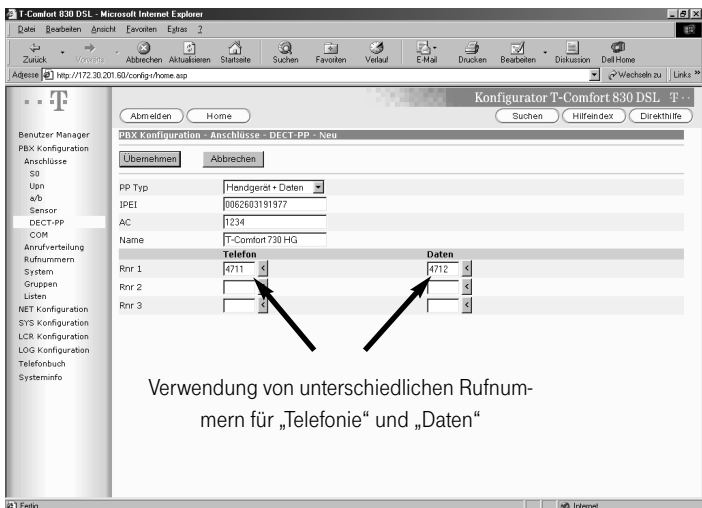 T-Comfort 830 DSL - Microsoft Internet Explorer
Datei Bearbeiten Ansicht Favoriten Extras ?
Zurück Vorwärts Abbrechen Aktualisieren Startseite Suchen Favoriten Verlauf E-Mail Drucken Bearbeiten Diskussion Dell Home
Adresse http://172.30.201.60/config-r/home.asp Wechseln zu Links »
Konfigurator T-Comfort 830 DSL T··
·· T·
Abmelden Home Suchen Hilfeindex Direkthilfe
PBX Konfiguration - Anschlüsse - DECT-PP - Neu
Übernehmen Abbrechen
Benutzer Manager
PBX Konfiguration
Anschlüsse
S0
Upn
a/b
Sensor
DECT-PP
COM
Anrufverteilung
Rufnummern
System
Gruppen
Listen
NET Konfiguration
SYS Konfiguration
LCR Konfiguration
LOG Konfiguration
Telefonbuch
Systeminfo
PP Typ Handgerät + Daten
IPEI 0062603191977
AC 1234
Name T-Comfort 730 HG
Telefon Daten
Rnr 1 4711 < 4712 <
Rnr 2 < <
Rnr 3 < <
Verwendung von unterschiedlichen Rufnum-
mern für „Telefonie“ und „Daten“
Fertig Internet